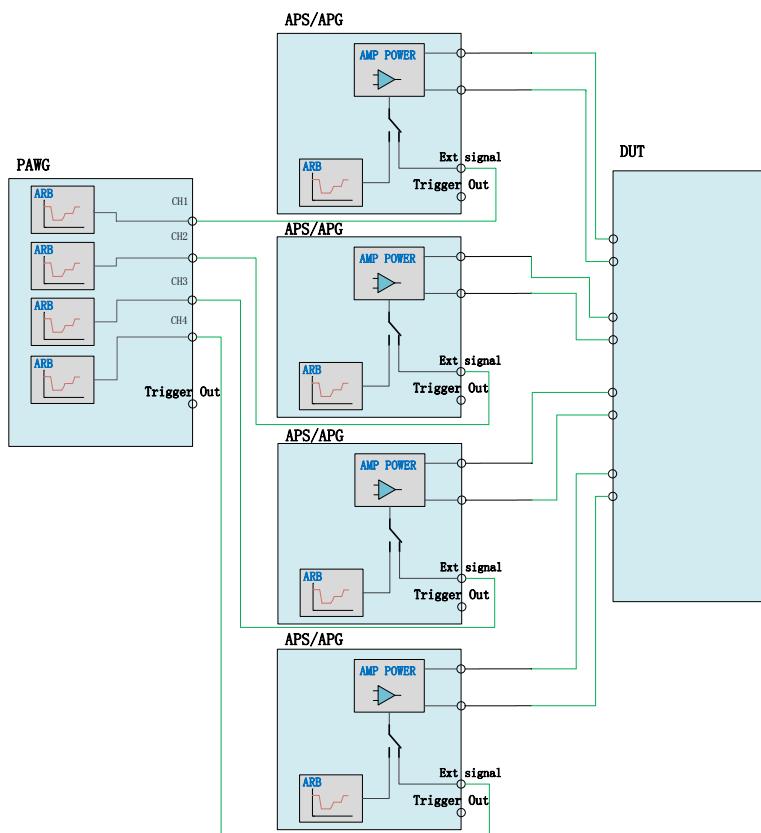 APS/APG
AMP POWER
ARB
Ext signal
Trigger Out
PAWG
ARB
CH1
CH2
ARB
CH3
ARB
CH4
ARB
Trigger Out
APS/APG
AMP POWER
ARB
Ext signal
Trigger Out
APS/APG
AMP POWER
ARB
Ext signal
Trigger Out
APS/APG
AMP POWER
ARB
Ext signal
Trigger Out
DUT